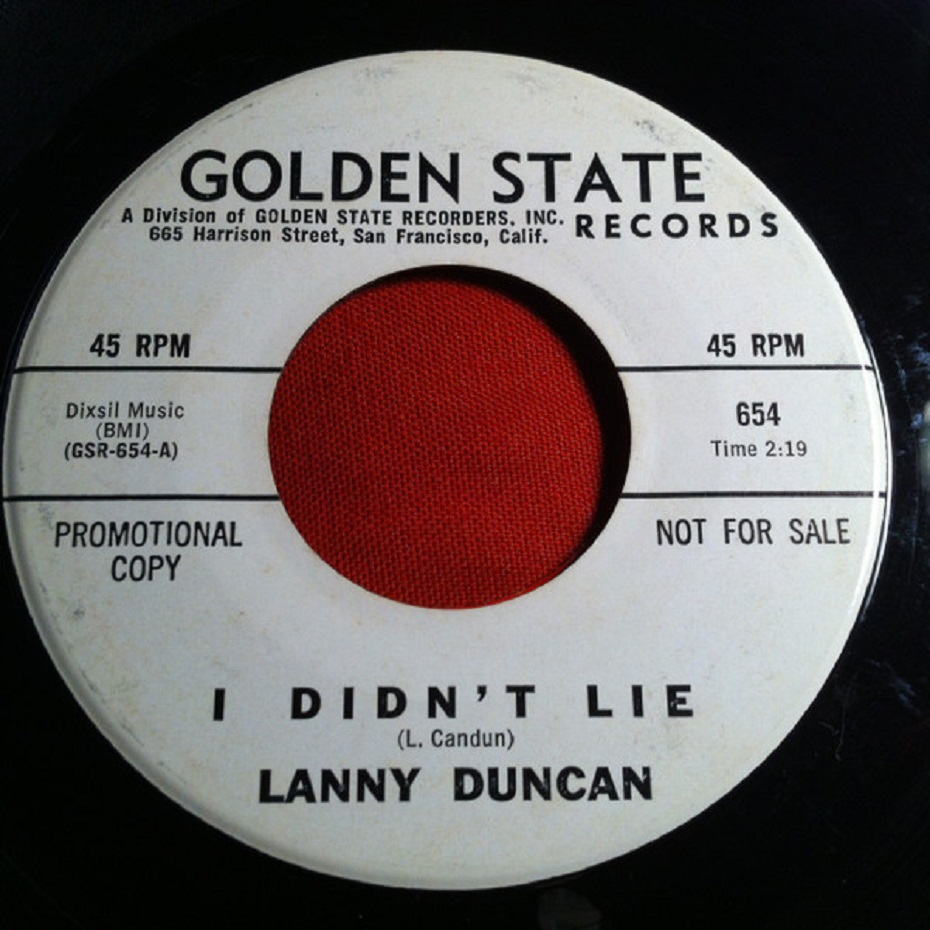 GOLDEN STATE
RECORDS
A Division of GOLDEN STATE RECORDERS, INC.
665 Harrison Street, San Francisco, Calif.
45 RPM
45 RPM
Dixsil Music
(BMI)
(GSR-654-A)
654
Time 2:19
PROMOTIONAL
COPY
NOT FOR SALE
I DIDN'T LIE
(L. Candun)
LANNY DUNCAN